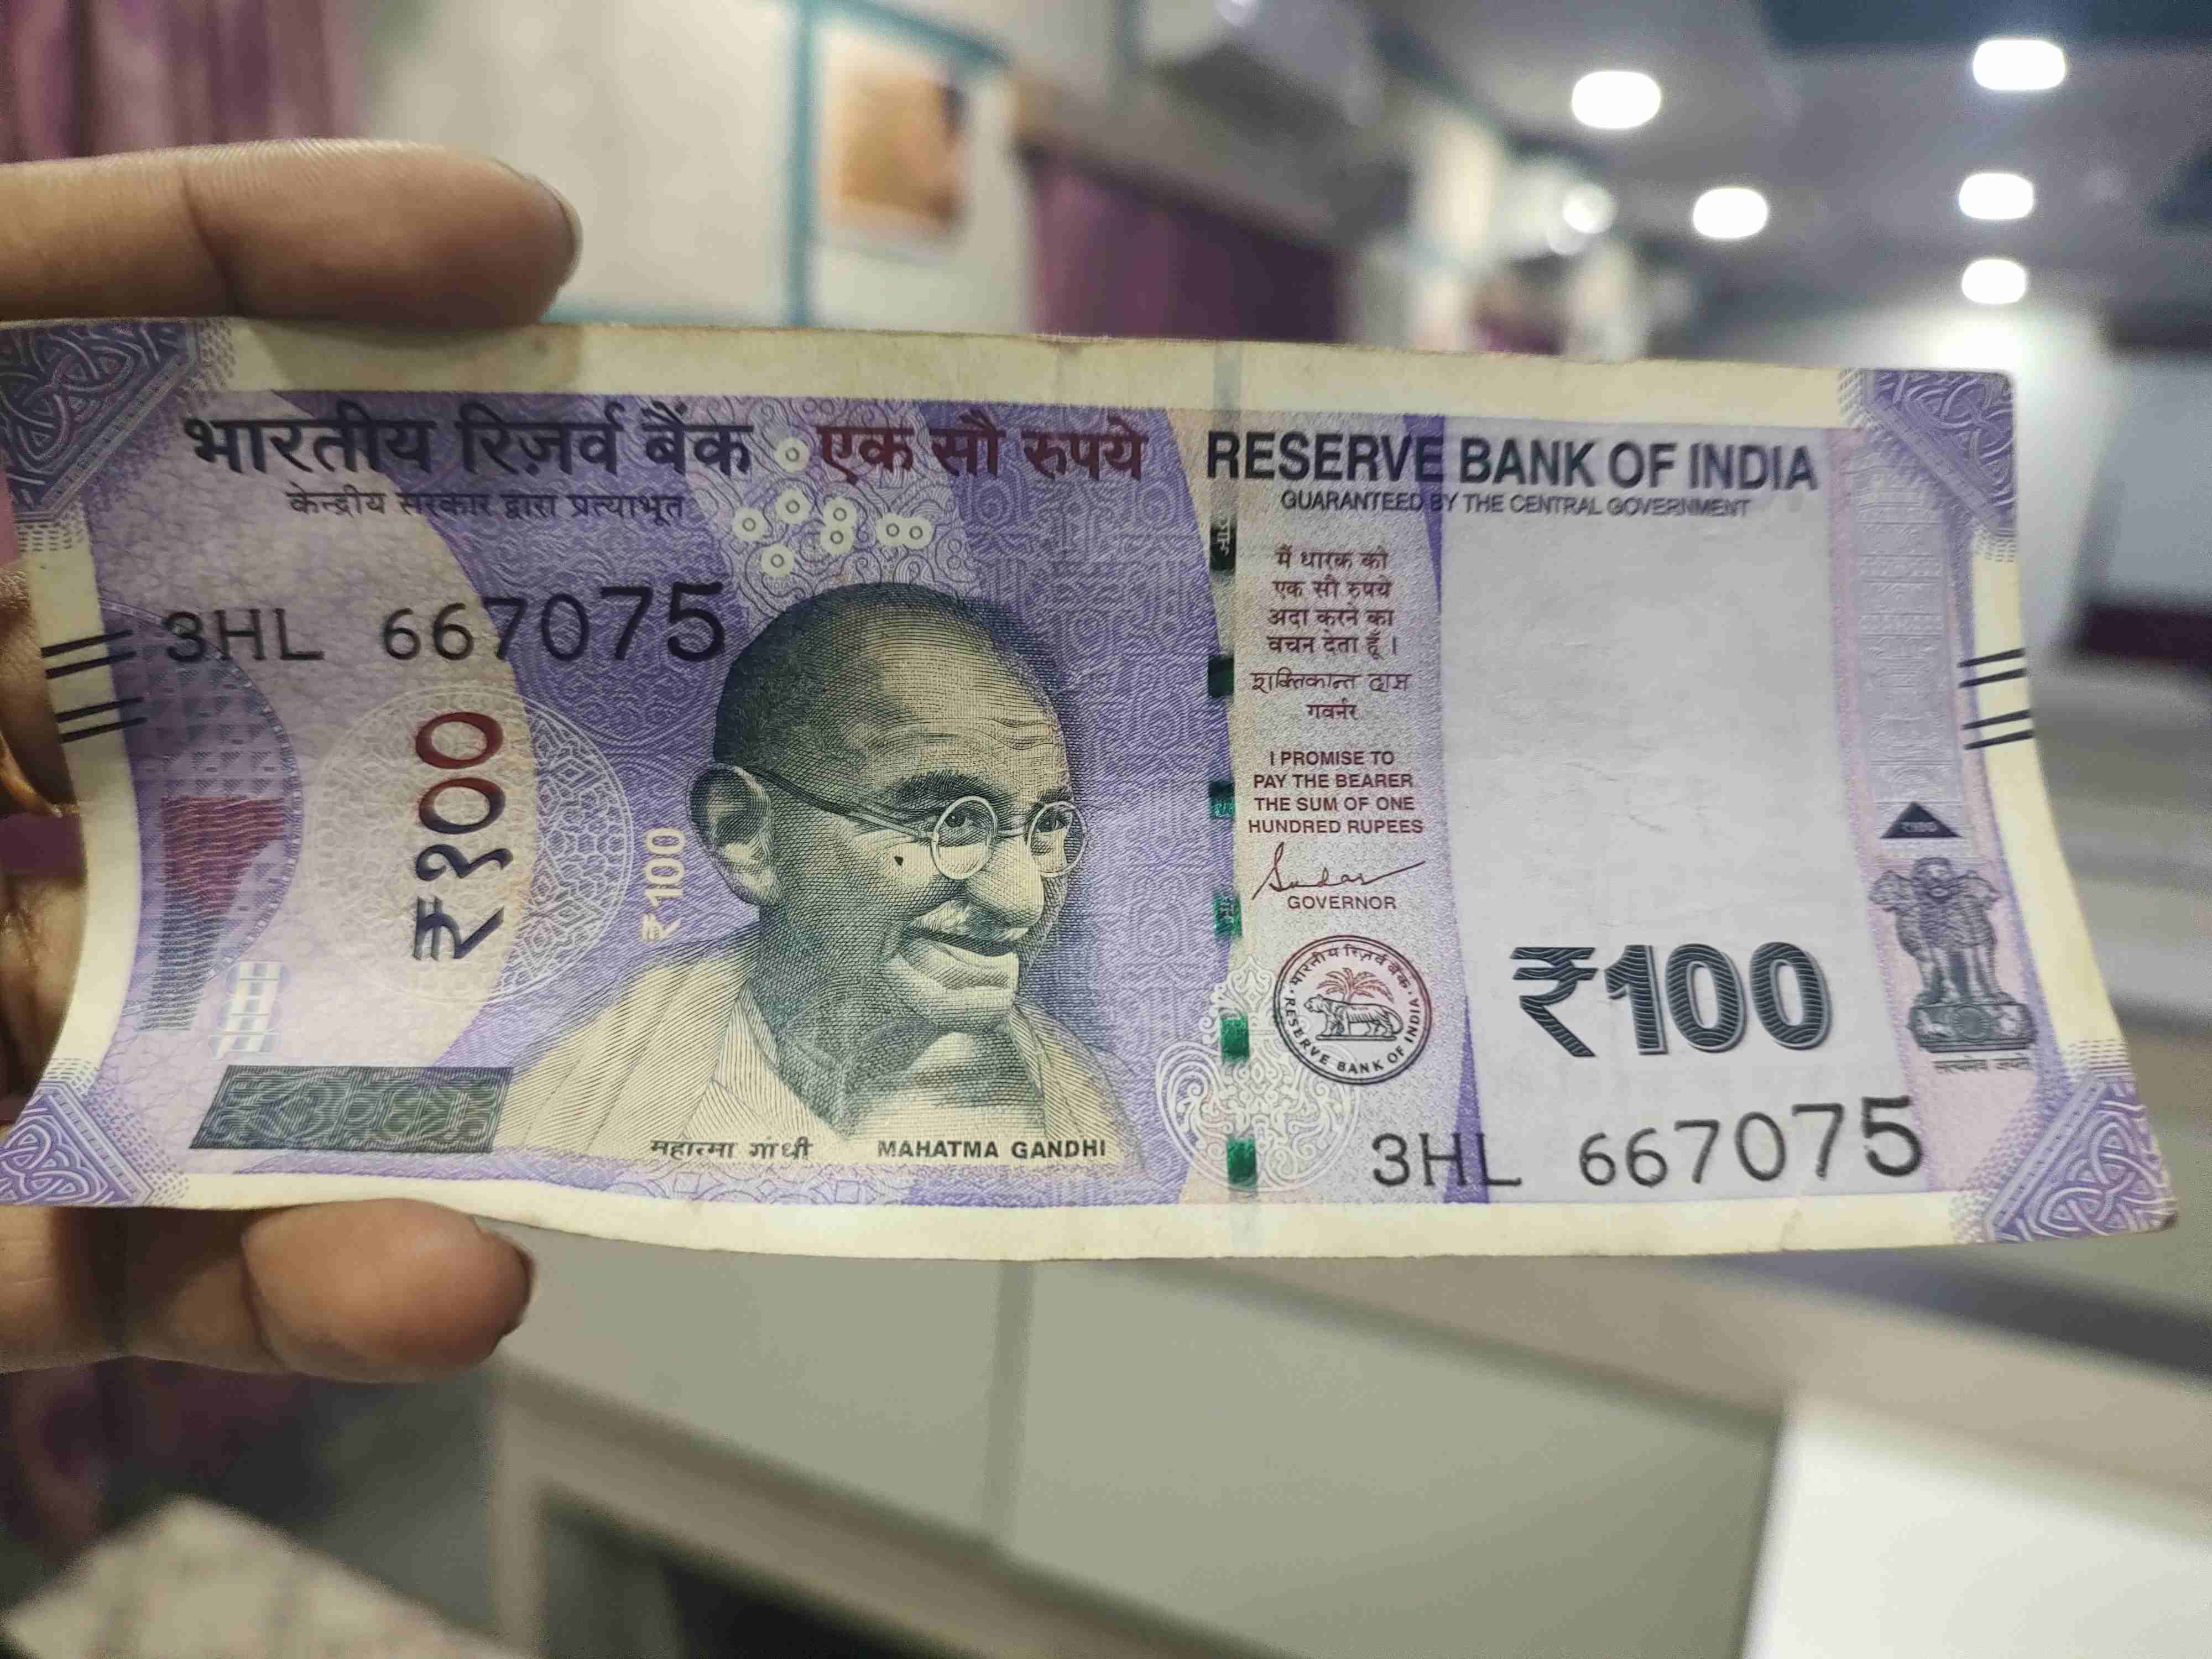 भारतीय रिज़र्व बैंक एक सौ रुपये RESERVE BANK OF INDIA
केन्द्रीय सरकार द्वारा प्रत्याभूत GUARANTEED BY THE CENTRAL GOVERNMENT
3HL 667075
₹१००
₹100
महात्मा गांधी MAHATMA GANDHI
मैं धारक को
एक सौ रुपये
अदा करने का
वचन देता हूँ ।
शक्तिकान्त दास
गवर्नर
I PROMISE TO
PAY THE BEARER
THE SUM OF ONE
HUNDRED RUPEES
GOVERNOR
भारतीय रिज़र्व बैंक
RESERVE BANK OF INDIA
₹100
₹100
सत्यमेव जयते
3HL 667075